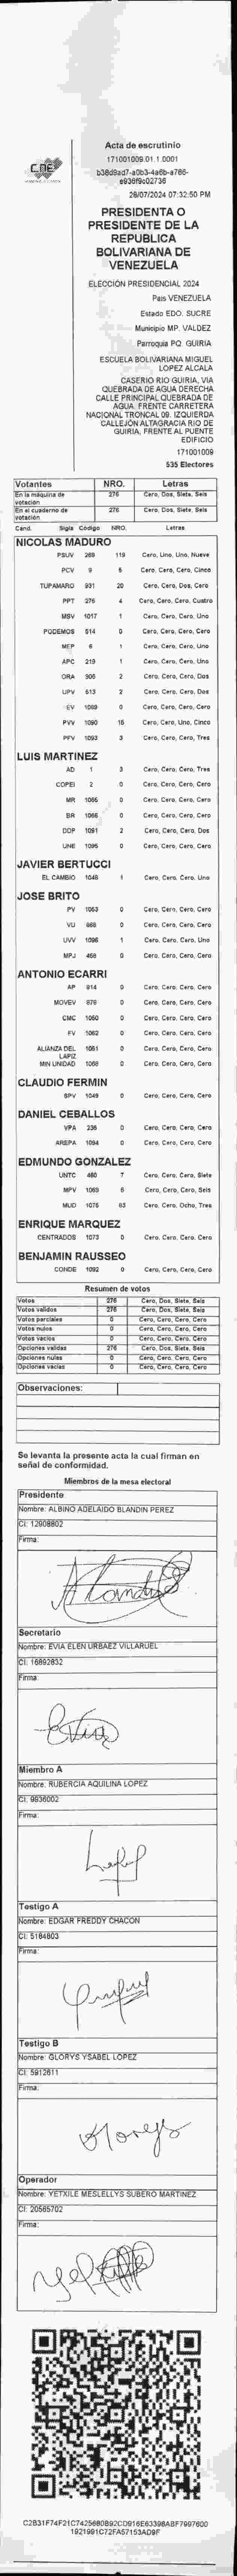 CNE
Acta de escrutinio
171001009.01.1.0001
b38d9ad7-a0b3-4a6b-a786-
e936f9c02736
28/07/2024 07:32:50 PM
PRESIDENTA O
PRESIDENTE DE LA
REPUBLICA
BOLIVARIANA DE
VENEZUELA
ELECCIÓN PRESIDENCIAL 2024
Pais VENEZUELA
Estado EDO. SUCRE
Municipio MP. VALDEZ
Parroquia PQ. GUIRIA
ESCUELA BOLIVARIANA MIGUEL
LOPEZ ALCALA
CASERIO RIO GUIRIA, VIA
QUEBRADA DE AGUA DERECHA
CALLE PRINCIPAL QUEBRADA DE
AGUA. FRENTE CARRETERA
NACIONAL TRONCAL 09. IZQUIERDA
CALLEJÓN ALTAGRACIA RIO DE
GUIRIA, FRENTE AL PUENTE
EDIFICIO
171001009
535 Electores
Votantes NRO. Letras
En la máquina de votación 276 Cero, Dos, Siete, Seis
En el cuaderno de votación 276 Cero, Dos, Siete, Seis
Cand. Sigla Código NRO. Letras
NICOLAS MADURO
PSUV 269 119 Cero, Uno, Uno, Nueve
PCV 9 5 Cero, Cero, Cero, Cinco
TUPAMARO 931 20 Cero, Cero, Dos, Cero
PPT 276 4 Cero, Cero, Cero, Cuatro
MSV 1017 1 Cero, Cero, Cero, Uno
PODEMOS 514 0 Cero, Cero, Cero, Cero
MEP 6 1 Cero, Cero, Cero, Uno
APC 219 1 Cero, Cero, Cero, Uno
ORA 906 2 Cero, Cero, Cero, Dos
UPV 613 2 Cero, Cero, Cero, Dos
EV 1089 0 Cero, Cero, Cero, Cero
PVV 1090 15 Cero, Cero, Uno, Cinco
PFV 1093 3 Cero, Cero, Cero, Tres
LUIS MARTINEZ
AD 1 3 Cero, Cero, Cero, Tres
COPEI 2 0 Cero, Cero, Cero, Cero
MR 1065 0 Cero, Cero, Cero, Cero
BR 1066 0 Cero, Cero, Cero, Cero
DDP 1091 2 Cero, Cero, Cero, Dos
UNE 1095 0 Cero, Cero, Cero, Cero
JAVIER BERTUCCI
EL CAMBIO 1048 1 Cero, Cero, Cero, Uno
JOSE BRITO
PV 1053 0 Cero, Cero, Cero, Cero
VU 868 0 Cero, Cero, Cero, Cero
UVV 1096 1 Cero, Cero, Cero, Uno
MPJ 458 0 Cero, Cero, Cero, Cero
ANTONIO ECARRI
AP 914 0 Cero, Cero, Cero, Cero
MOVEV 879 0 Cero, Cero, Cero, Cero
CMC 1050 0 Cero, Cero, Cero, Cero
FV 1062 0 Cero, Cero, Cero, Cero
ALIANZA DEL LAPIZ 1081 0 Cero, Cero, Cero, Cero
MIN UNIDAD 1068 0 Cero, Cero, Cero, Cero
CLAUDIO FERMIN
SPV 1049 0 Cero, Cero, Cero, Cero
DANIEL CEBALLOS
VPA 236 0 Cero, Cero, Cero, Cero
AREPA 1094 0 Cero, Cero, Cero, Cero
EDMUNDO GONZALEZ
UNTC 480 7 Cero, Cero, Cero, Siete
MPV 1069 6 Cero, Cero, Cero, Seis
MUD 1075 83 Cero, Cero, Ocho, Tres
ENRIQUE MARQUEZ
CENTRADOS 1073 0 Cero, Cero, Cero, Cero
BENJAMIN RAUSSEO
CONDE 1092 0 Cero, Cero, Cero, Cero
Resumen de votos
Votos 276 Cero, Dos, Siete, Seis
Votos validos 276 Cero, Dos, Siete, Seis
Votos parciales 0 Cero, Cero, Cero, Cero
Votos nulos 0 Cero, Cero, Cero, Cero
Votos vacios 0 Cero, Cero, Cero, Cero
Opciones validas 276 Cero, Dos, Siete, Seis
Opciones nulas 0 Cero, Cero, Cero, Cero
Opciones vacias 0 Cero, Cero, Cero, Cero
Observaciones:
Se levanta la presente acta la cual firman en
señal de conformidad.
Miembros de la mesa electoral
Presidente
Nombre: ALBINO ADELAIDO BLANDIN PEREZ
CI: 12908802
Firma:
Secretario
Nombre: EVIA ELEN URBAEZ VILLARUEL
CI: 16892832
Firma:
Evia
Miembro A
Nombre: RUBERCIA AQUILINA LOPEZ
CI: 9936002
Firma:
Testigo A
Nombre: EDGAR FREDDY CHACON
CI: 5184803
Firma:
Testigo B
Nombre: GLORYS YSABEL LOPEZ
CI: 5912611
Firma:
Glorys
Operador
Nombre: YETXILE MESLELLYS SUBERO MARTINEZ
CI: 20565702
Firma:
C2B31F74F21C7425680B92CD916E63398ABF7997600
1921991C72FA57153AD9F